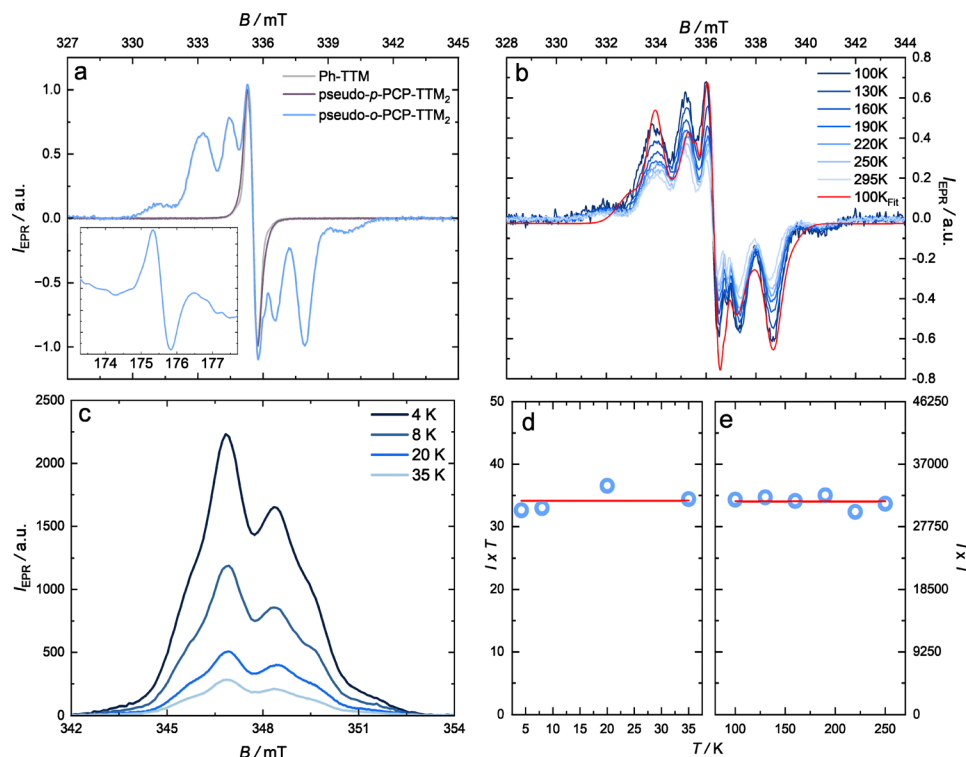 B / mT
327 330 333 336 339 342 345
a
Ph-TTM
pseudo-p-PCP-TTM2
pseudo-o-PCP-TTM2
1.0
0.5
0.0
−0.5
−1.0
IEPR / a.u.
174 175 176 177
B / mT
328 330 332 334 336 338 340 342 344
b
100K
130K
160K
190K
220K
250K
295K
100KFit
0.8
0.6
0.4
0.2
0.0
-0.2
-0.4
-0.6
-0.8
IEPR / a.u.
c
4 K
8 K
20 K
35 K
2500
2000
1500
1000
500
0
IEPR / a.u.
342 345 348 351 354
B / mT
d
50
40
30
20
10
0
I x T
5 10 15 20 25 30 35
e
46250
37000
27750
18500
9250
0
I x T
100 150 200 250
T / K